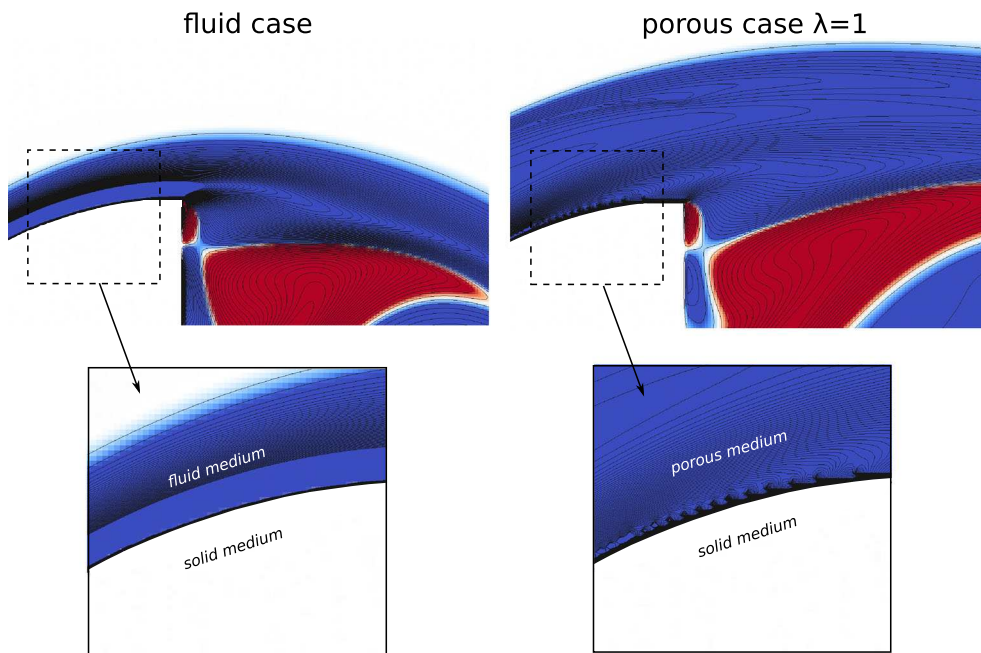 fluid case
porous case λ=1
fluid medium
solid medium
porous medium
solid medium